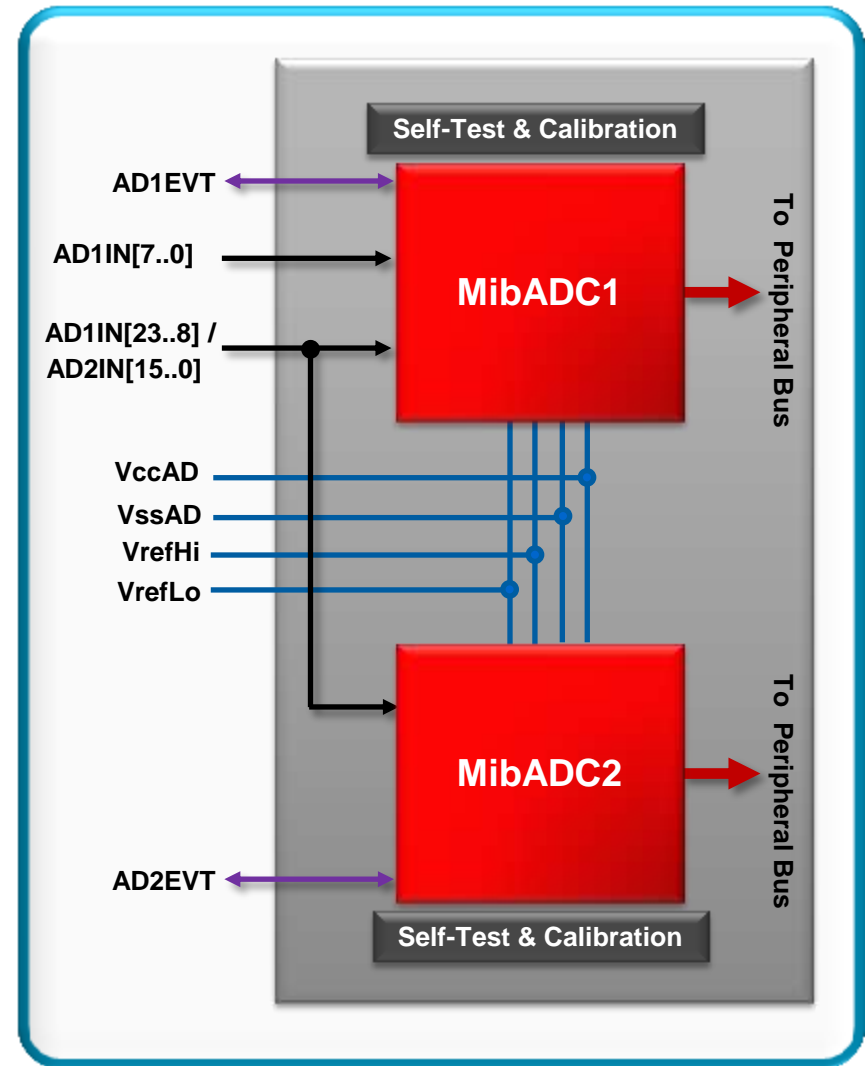 Self-Test & Calibration
AD1EVT
AD1IN[7..0]
MibADC1
To Peripheral Bus
AD1IN[23..8] /
AD2IN[15..0]
VccAD
VssAD
VrefHi
VrefLo
MibADC2
To Peripheral Bus
AD2EVT
Self-Test & Calibration